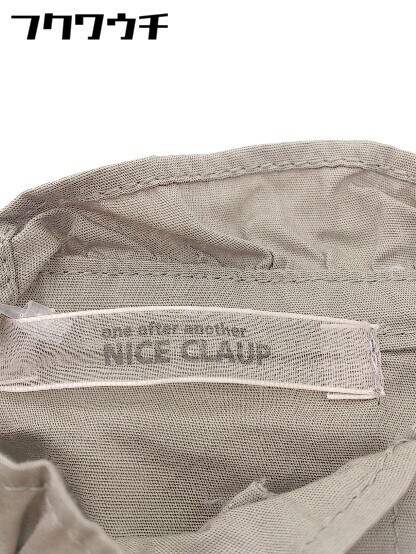 フクワウチ
one after another
NICE CLAUP